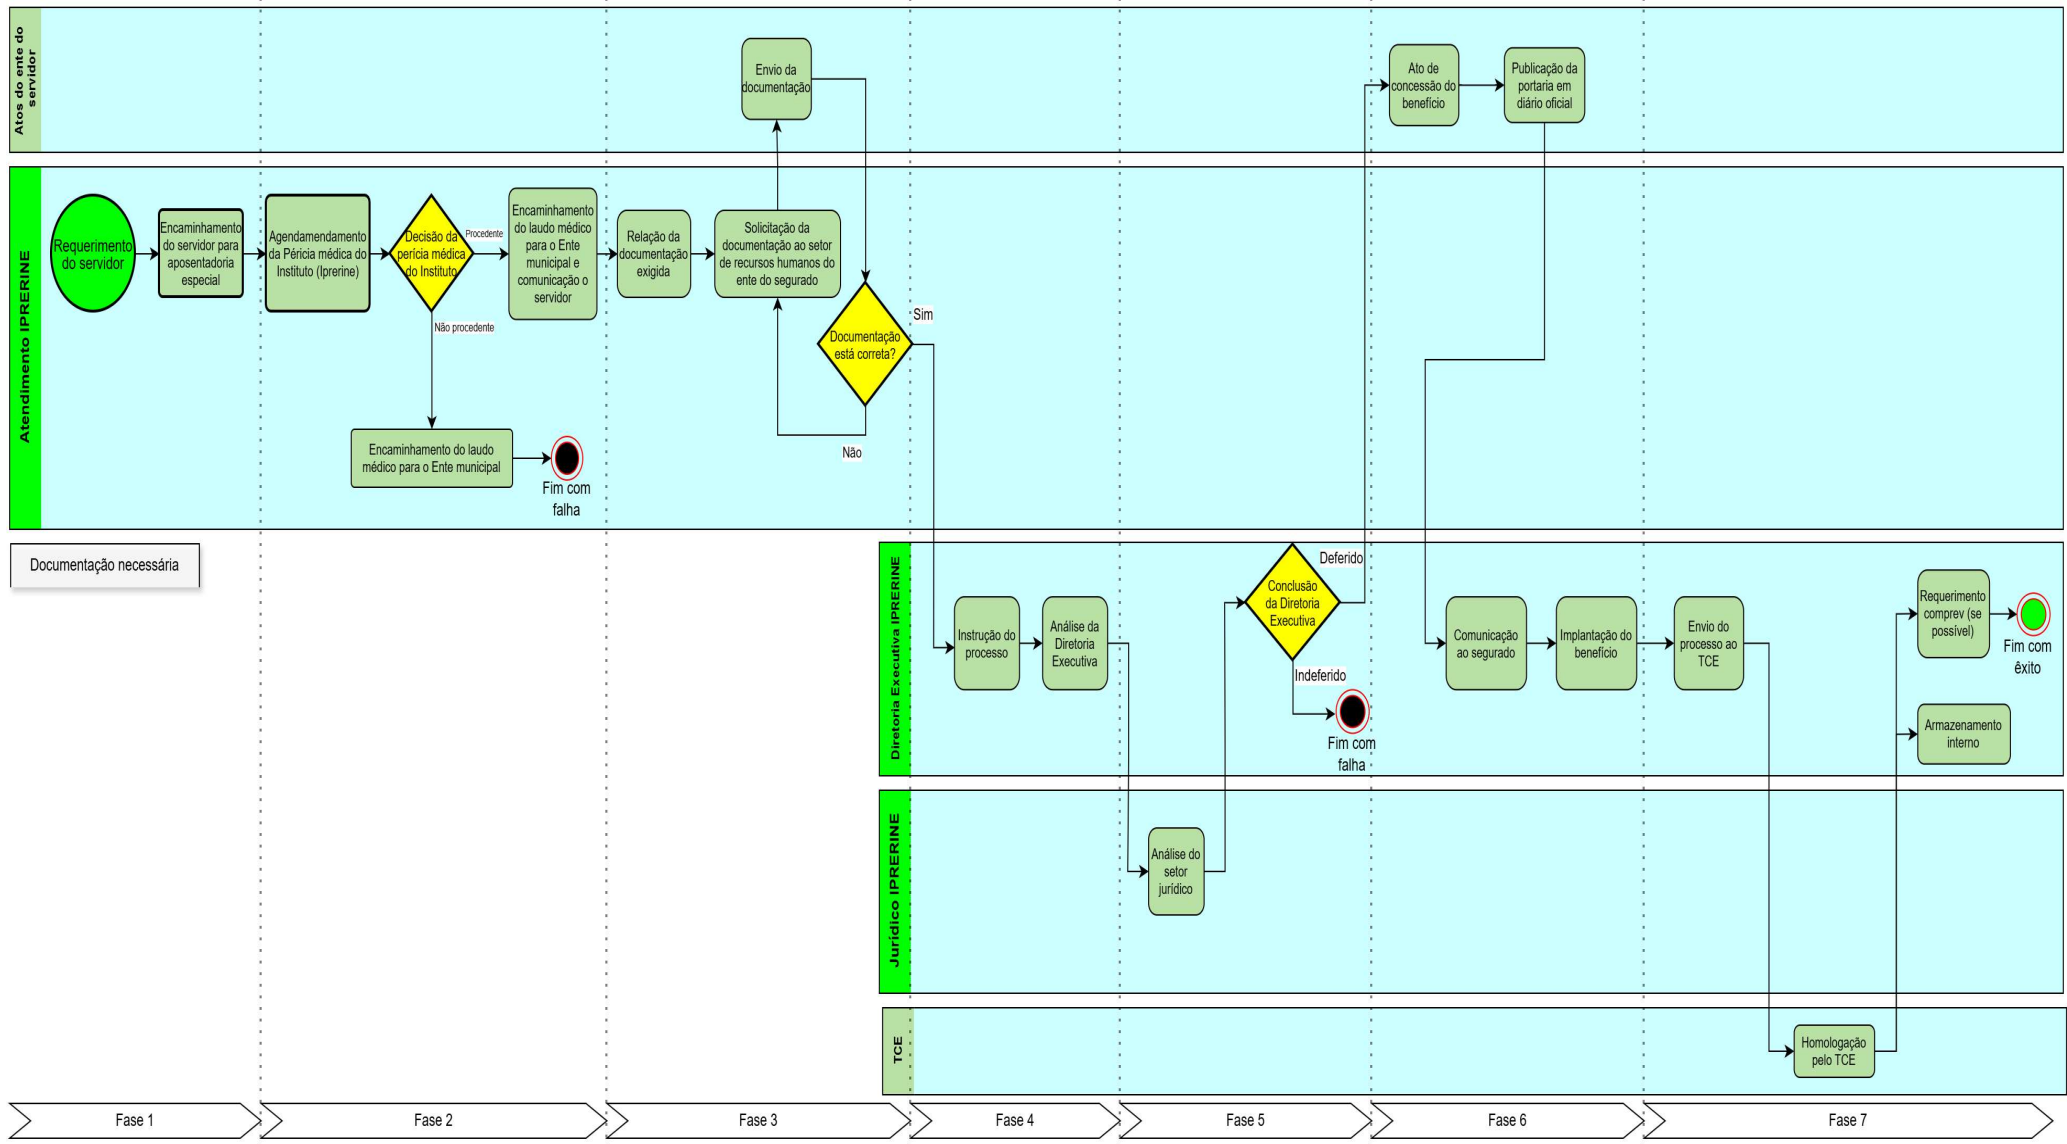 Atos do ente do
servidor
Envio da
documentação
Ato de
concessão do
benefício
Publicação da
portaria em
diário oficial
Atendimento IPRERINE
Requerimento
do servidor
Encaminhamento
do servidor para
aposentadoria
especial
Agendamendamento
da Péricia médica do
Instituto (Iprerine)
Decisão da
perícia médica
do Instituto
Procedente
Não procedente
Encaminhamento
do laudo médico
para o Ente
municipal e
comunicação o
servidor
Relação da
documentação
exigida
Solicitação da
documentação ao setor
de recursos humanos do
ente do segurado
Documentação
está correta?
Sim
Não
Encaminhamento do laudo
médico para o Ente municipal
Fim com
falha
Documentação necessária
Diretoria Executiva IPRERINE
Instrução do
processo
Análise da
Diretoria
Executiva
Conclusão
da Diretoria
Executiva
Deferido
Indeferido
Fim com
falha
Comunicação
ao segurado
Implantação do
benefício
Envio do
processo ao
TCE
Requerimento
comprev (se
possível)
Fim com
êxito
Armazenamento
interno
Jurídico IPRERINE
Análise do
setor
jurídico
TCE
Homologação
pelo TCE
Fase 1
Fase 2
Fase 3
Fase 4
Fase 5
Fase 6
Fase 7